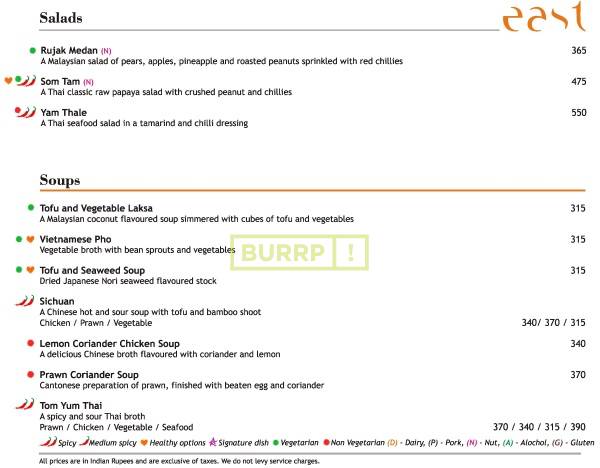 east
Salads
Rujak Medan (N) 365
A Malaysian salad of pears, apples, pineapple and roasted peanuts sprinkled with red chillies
Som Tam (N) 475
A Thai classic raw papaya salad with crushed peanut and chillies
Yam Thale 550
A Thai seafood salad in a tamarind and chilli dressing
Soups
Tofu and Vegetable Laksa 315
A Malaysian coconut flavoured soup simmered with cubes of tofu and vegetables
Vietnamese Pho 315
Vegetable broth with bean sprouts and vegetables
BURRP!
Tofu and Seaweed Soup 315
Dried Japanese Nori seaweed flavoured stock
Sichuan
A Chinese hot and sour soup with tofu and bamboo shoot
Chicken / Prawn / Vegetable 340/ 370 / 315
Lemon Coriander Chicken Soup 340
A delicious Chinese broth flavoured with coriander and lemon
Prawn Coriander Soup 370
Cantonese preparation of prawn, finished with beaten egg and coriander
Tom Yum Thai
A spicy and sour Thai broth
Prawn / Chicken / Vegetable / Seafood 370 / 340 / 315 / 390
Spicy Medium spicy Healthy options Signature dish Vegetarian Non Vegetarian (D) - Dairy, (P) - Pork, (N) - Nut, (A) - Alochol, (G) - Gluten
All prices are in Indian Rupees and are exclusive of taxes. We do not levy service charges.